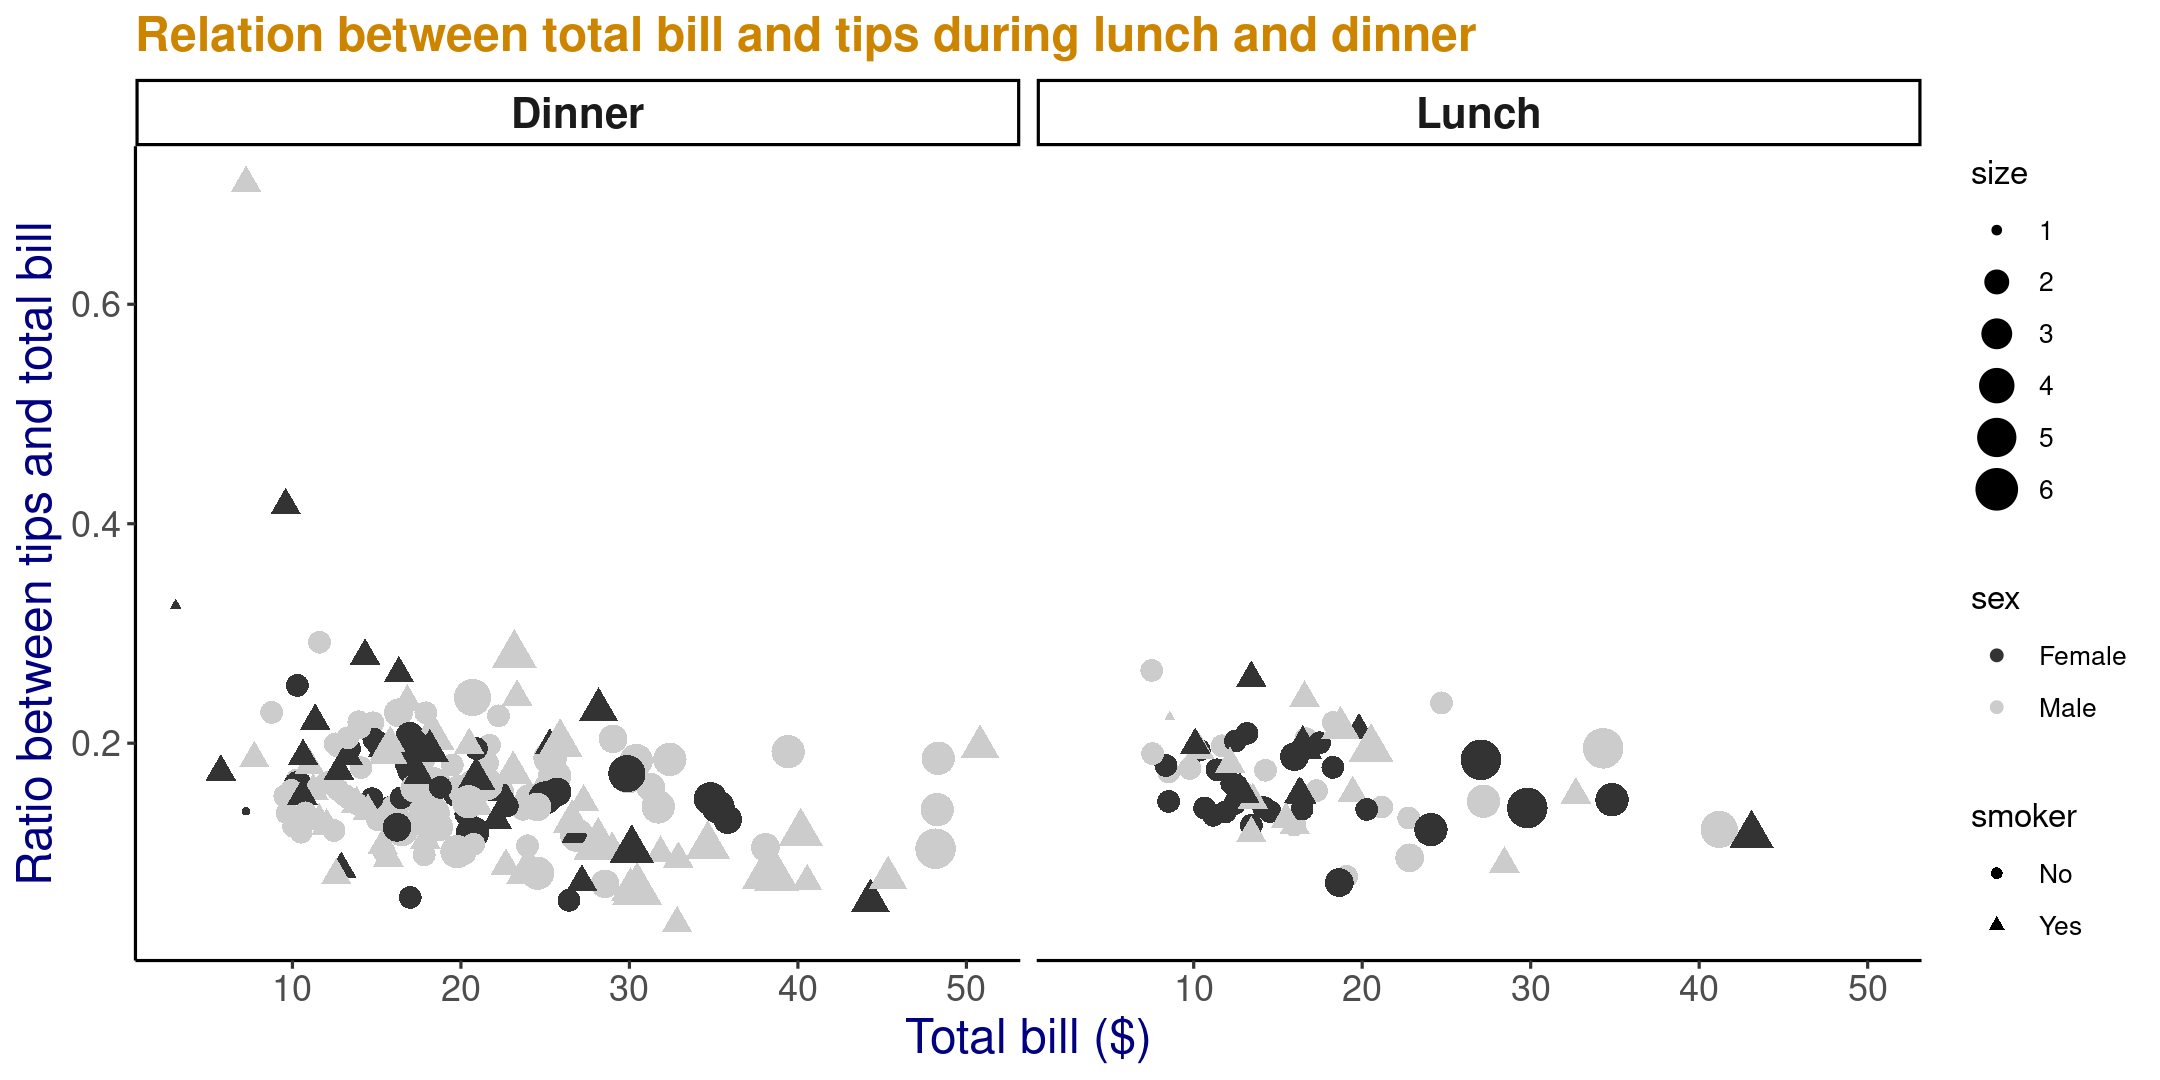 Relation between total bill and tips during lunch and dinner
Dinner
Lunch
Ratio between tips and total bill
0.6
0.4
0.2
10
20
30
40
50
10
20
30
40
50
Total bill ($)
size
1
2
3
4
5
6
sex
Female
Male
smoker
No
Yes